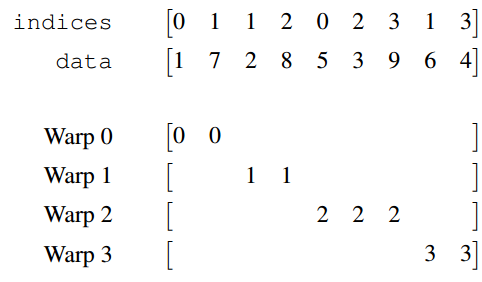 indices [0 1 1 2 0 2 3 1 3]
data [1 7 2 8 5 3 9 6 4]
Warp 0 [0 0 ]
Warp 1 [ 1 1 ]
Warp 2 [ 2 2 2 ]
Warp 3 [ 3 3]